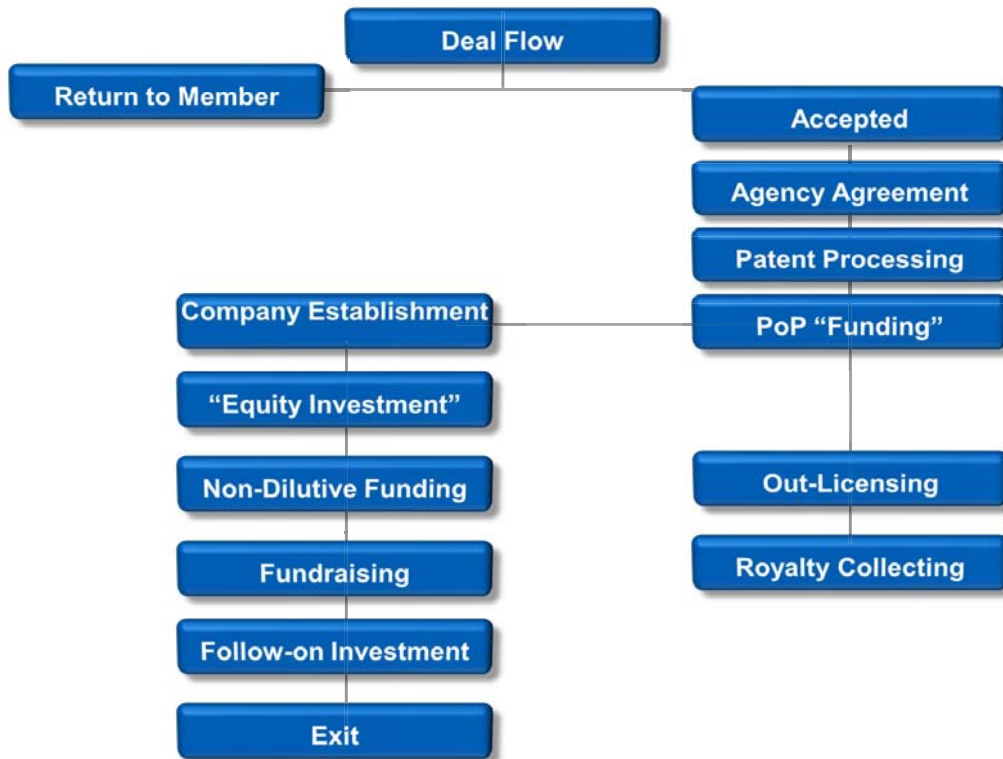 Deal Flow
Return to Member
Accepted
Agency Agreement
Patent Processing
Company Establishment
PoP “Funding”
“Equity Investment”
Non-Dilutive Funding
Out-Licensing
Fundraising
Royalty Collecting
Follow-on Investment
Exit